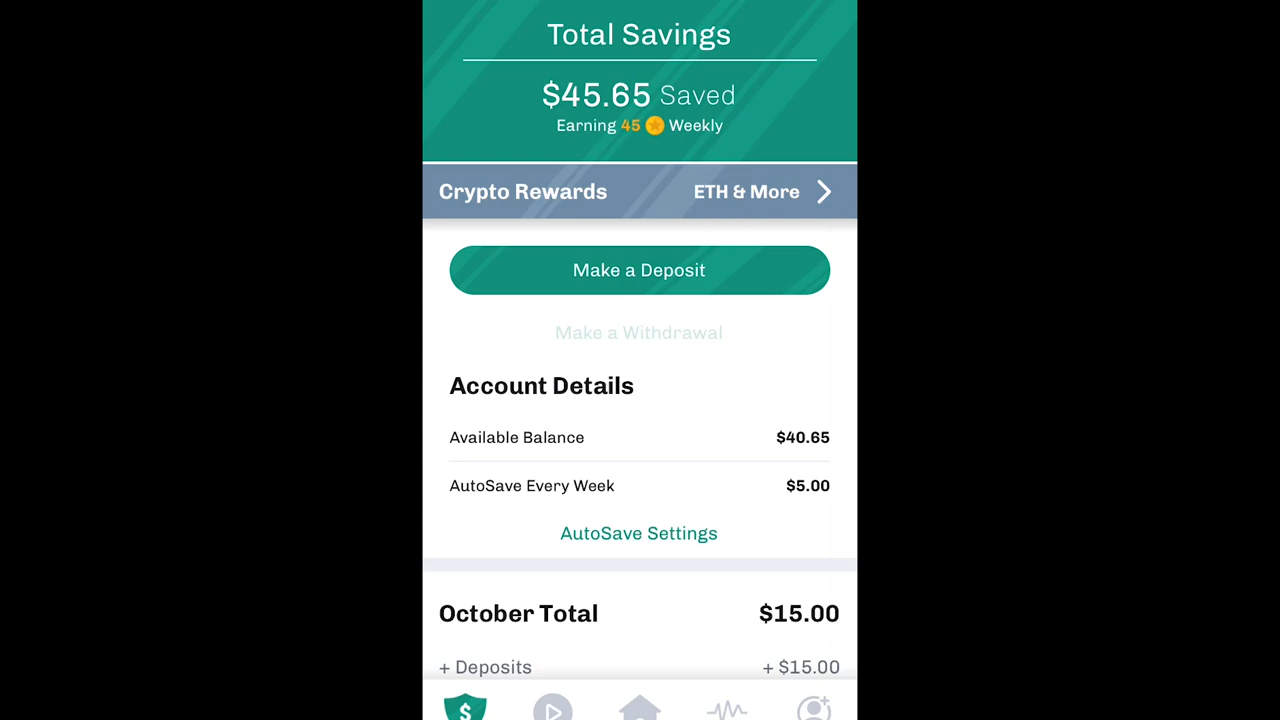 Total Savings
$45.65 Saved
Earning 45 Weekly
Crypto Rewards ETH & More
Make a Deposit
Make a Withdrawal
Account Details
Available Balance $40.65
AutoSave Every Week $5.00
AutoSave Settings
October Total $15.00
+ Deposits + $15.00
$